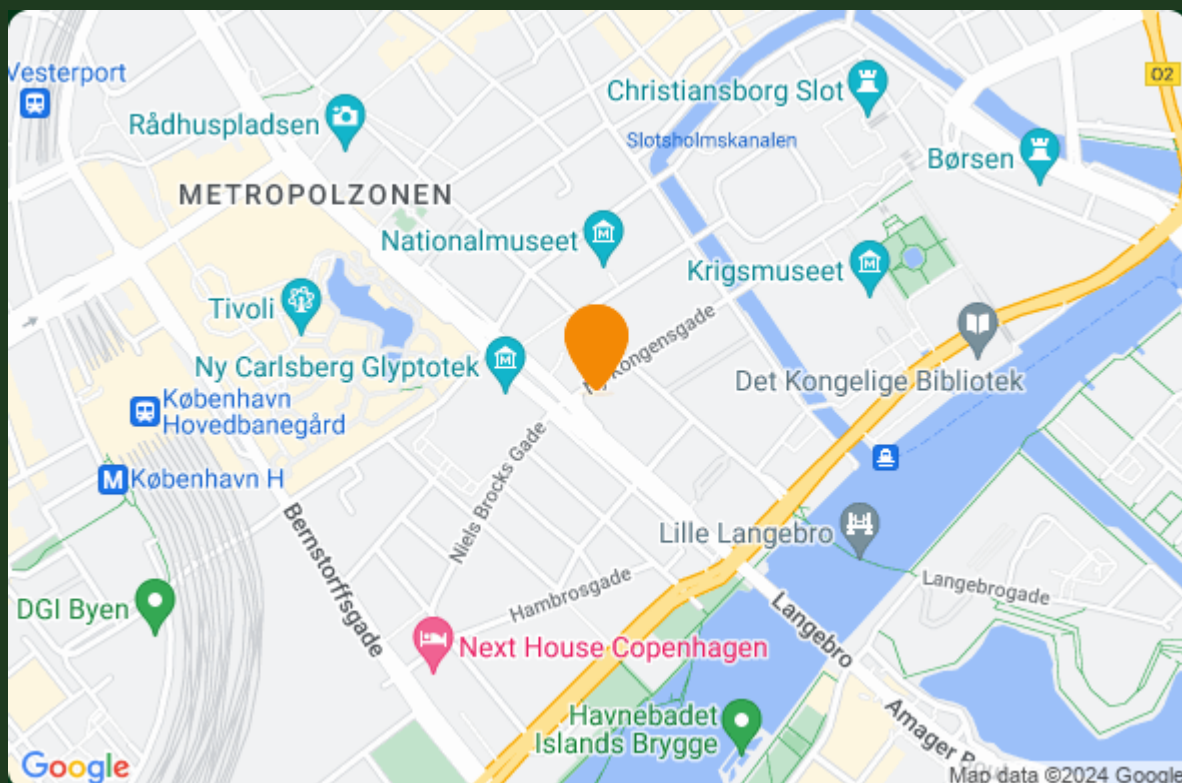 Vesterport
Rådhuspladsen
METROPOLZONEN
Christiansborg Slot
Slotsholmskanalen
O2
Børsen
Nationalmuseet
Krigsmuseet
Tivoli
Ny Carlsberg Glyptotek
Kongensgade
Det Kongelige Bibliotek
København
Hovedbanegård
M
København H
Niels Brocks Gade
Bernstorffsgade
Lille Langebro
Langebrogade
Hambrosgade
DGI Byen
Langebro
Next House Copenhagen
Havnebadet
Islands Brygge
Amager
Google
Map data ©2024 Google